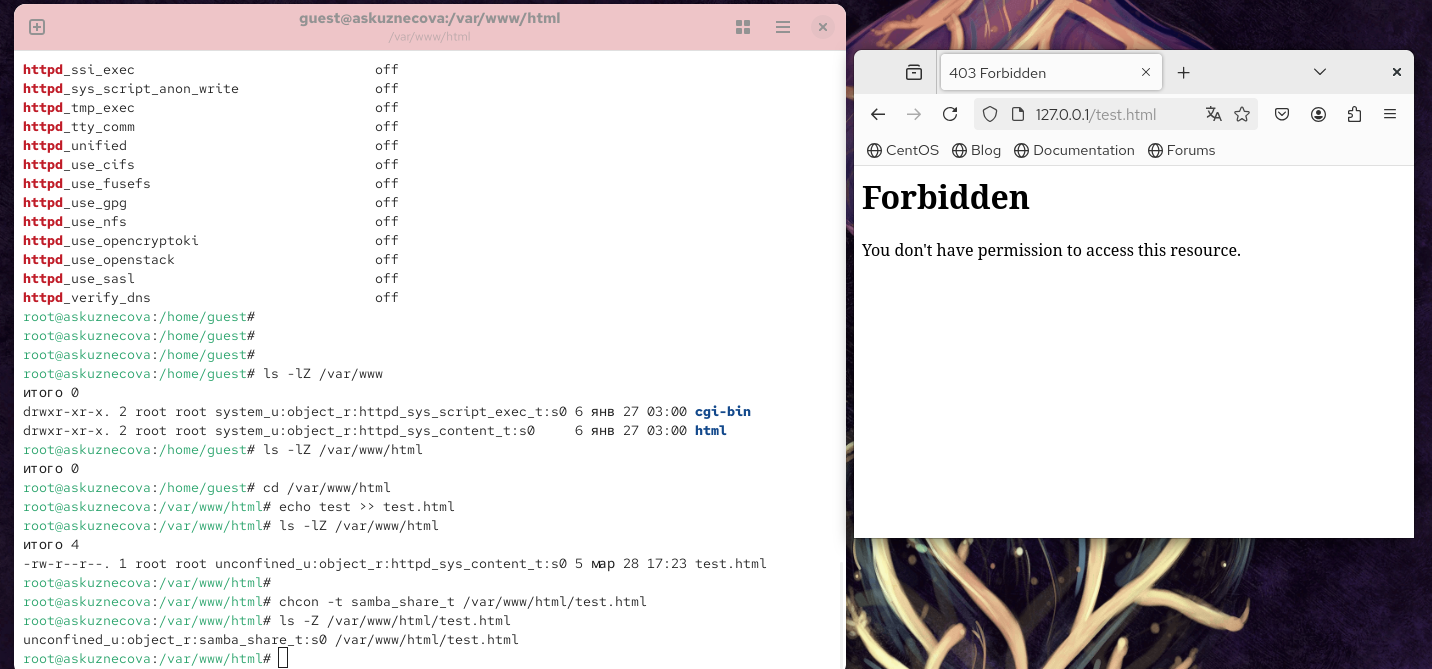 guest@askuznecova:/var/www/html
/var/www/html
httpd_ssi_exec off
httpd_sys_script_anon_write off
httpd_tmp_exec off
httpd_tty_comm off
httpd_unified off
httpd_use_cifs off
httpd_use_fusefs off
httpd_use_gpg off
httpd_use_nfs off
httpd_use_opencryptoki off
httpd_use_openstack off
httpd_use_sasl off
httpd_verify_dns off
root@askuznecova:/home/guest#
root@askuznecova:/home/guest#
root@askuznecova:/home/guest#
root@askuznecova:/home/guest# ls -lZ /var/www
итого 0
drwxr-xr-x. 2 root root system_u:object_r:httpd_sys_script_exec_t:s0 6 янв 27 03:00 cgi-bin
drwxr-xr-x. 2 root root system_u:object_r:httpd_sys_content_t:s0 6 янв 27 03:00 html
root@askuznecova:/home/guest# ls -lZ /var/www/html
итого 0
root@askuznecova:/home/guest# cd /var/www/html
root@askuznecova:/var/www/html# echo test >> test.html
root@askuznecova:/var/www/html# ls -lZ /var/www/html
итого 4
-rw-r--r--. 1 root root unconfined_u:object_r:httpd_sys_content_t:s0 5 мар 28 17:23 test.html
root@askuznecova:/var/www/html#
root@askuznecova:/var/www/html# chcon -t samba_share_t /var/www/html/test.html
root@askuznecova:/var/www/html# ls -Z /var/www/html/test.html
unconfined_u:object_r:samba_share_t:s0 /var/www/html/test.html
root@askuznecova:/var/www/html#
403 Forbidden
127.0.0.1/test.html
CentOS Blog Documentation Forums
Forbidden
You don't have permission to access this resource.